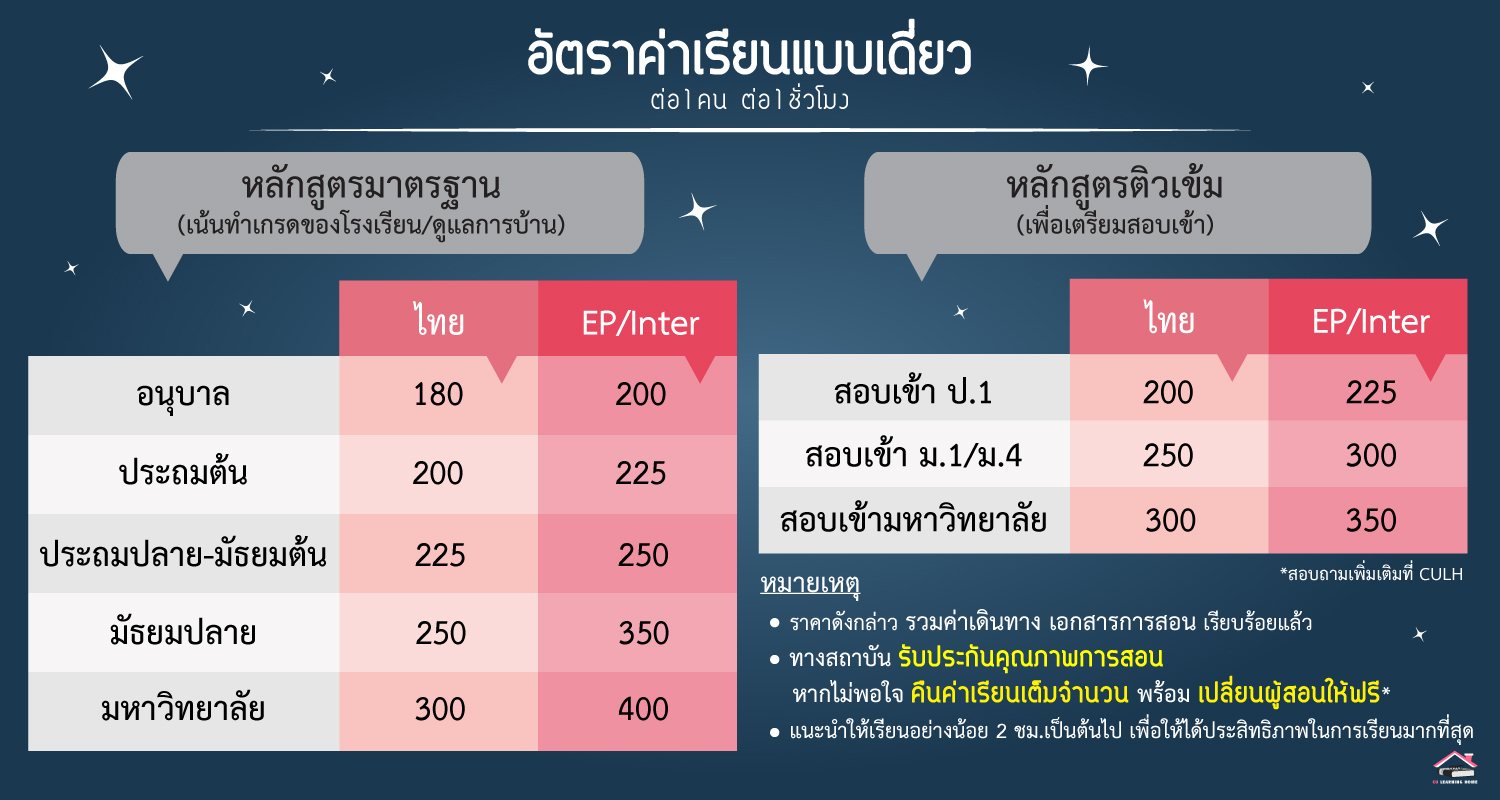 อัตราค่าเรียนแบบเดี่ยว
ต่อ 1 คน ต่อ 1 ชั่วโมง
หลักสูตรมาตรฐาน
(เน้นทำเกรดของโรงเรียน/ดูแลการบ้าน)
ไทย EP/Inter
อนุบาล 180 200
ประถมต้น 200 225
ประถมปลาย-มัธยมต้น 225 250
มัธยมปลาย 250 350
มหาวิทยาลัย 300 400
หลักสูตรติวเข้ม
(เพื่อเตรียมสอบเข้า)
ไทย EP/Inter
สอบเข้า ป.1 200 225
สอบเข้า ม.1/ม.4 250 300
สอบเข้ามหาวิทยาลัย 300 350
*สอบถามเพิ่มเติมที่ CULH
หมายเหตุ
• ราคาดังกล่าว รวมค่าเดินทาง เอกสารการสอน เรียบร้อยแล้ว
• ทางสถาบัน รับประกันคุณภาพการสอน
หากไม่พอใจ คืนค่าเรียนเต็มจำนวน พร้อม เปลี่ยนผู้สอนให้ฟรี*
• แนะนำให้เรียนอย่างน้อย 2 ชม.เป็นต้นไป เพื่อให้ได้ประสิทธิภาพในการเรียนมากที่สุด
CU LEARNING HOME